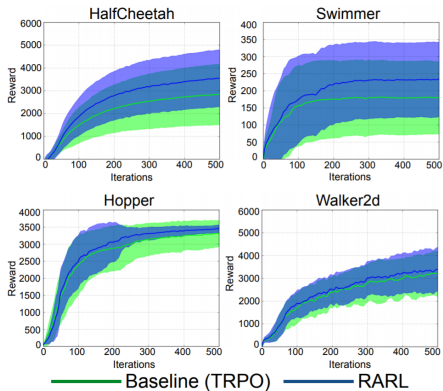 HalfCheetah
6000
5000
4000
3000
2000
1000
0
Reward
0 100 200 300 400 500
Iterations
Swimmer
400
350
300
250
200
150
100
50
0
Reward
0 100 200 300 400 500
Iterations
Hopper
4000
3500
3000
2500
2000
1500
1000
500
0
Reward
0 100 200 300 400 500
Iterations
Walker2d
6000
5000
4000
3000
2000
1000
0
Reward
0 100 200 300 400 500
Iterations
Baseline (TRPO) RARL